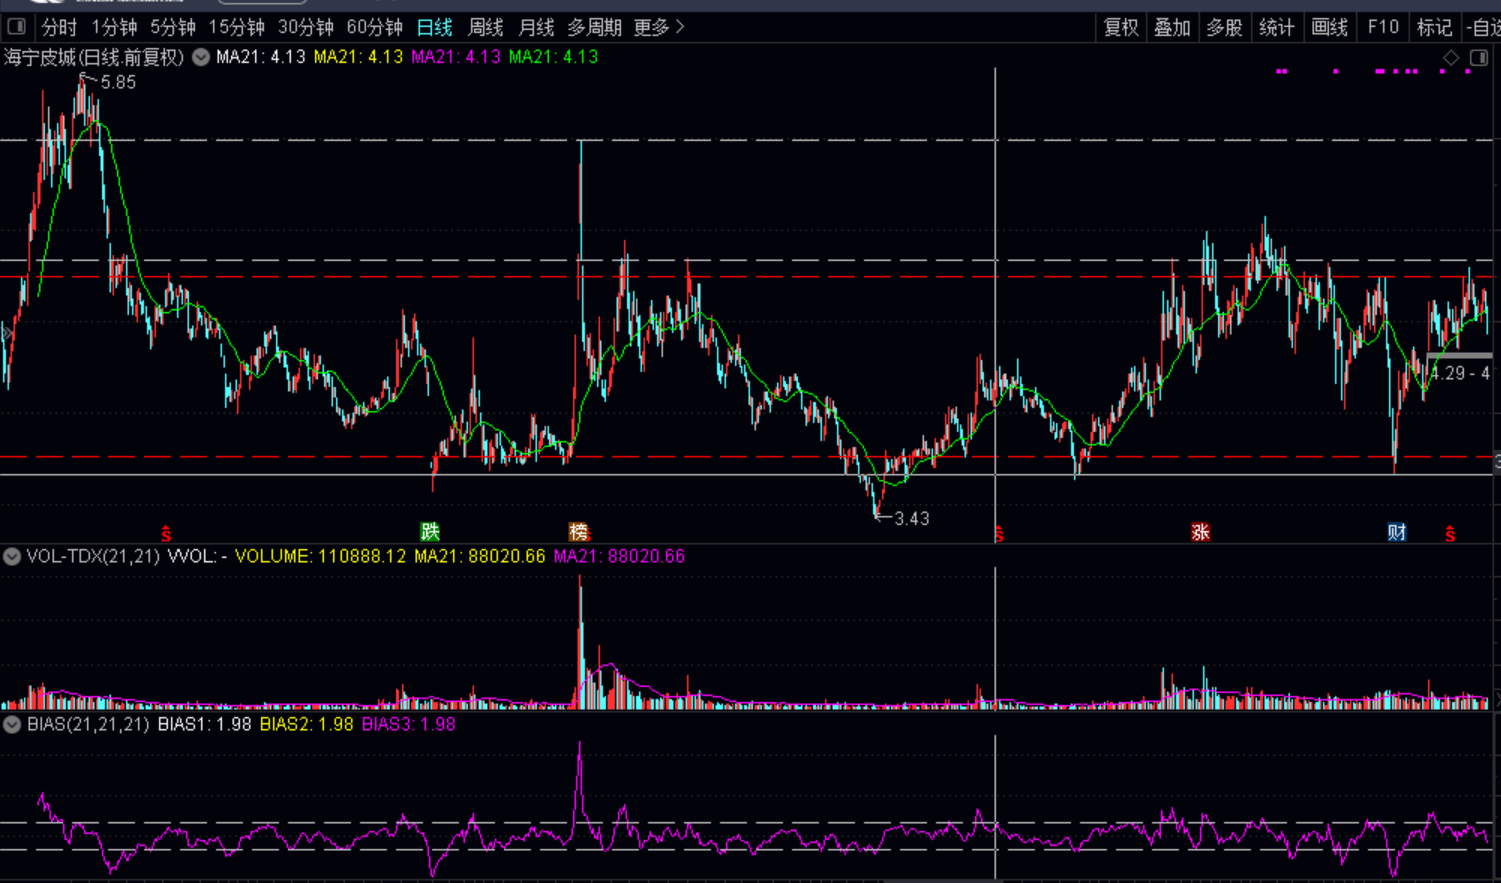 分时 1分钟 5分钟 15分钟 30分钟 60分钟 日线 周线 月线 多周期 更多 > 复权 叠加 多股 统计 画线 F10 标记 -自选
海宁皮城(日线.前复权) MA21: 4.13 MA21: 4.13 MA21: 4.13 MA21: 4.13
5.85
4.29 - 4
3.43
S 跌 榜 S 涨 财 S
VOL-TDX(21,21) VVOL: - VOLUME: 110888.12 MA21: 88020.66 MA21: 88020.66
BIAS(21,21,21) BIAS1: 1.98 BIAS2: 1.98 BIAS3: 1.98